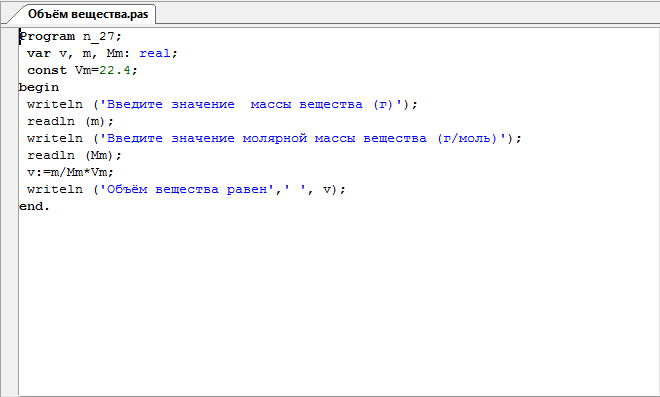 Объём вещества.pas
Program n_27;
var v, m, Mm: real;
const Vm=22.4;
begin
writeln ('Введите значение  массы вещества (г)');
readln (m);
writeln ('Введите значение молярной массы вещества (г/моль)');
readln (Mm);
v:=m/Mm*Vm;
writeln ('Объём вещества равен',' ', v);
end.